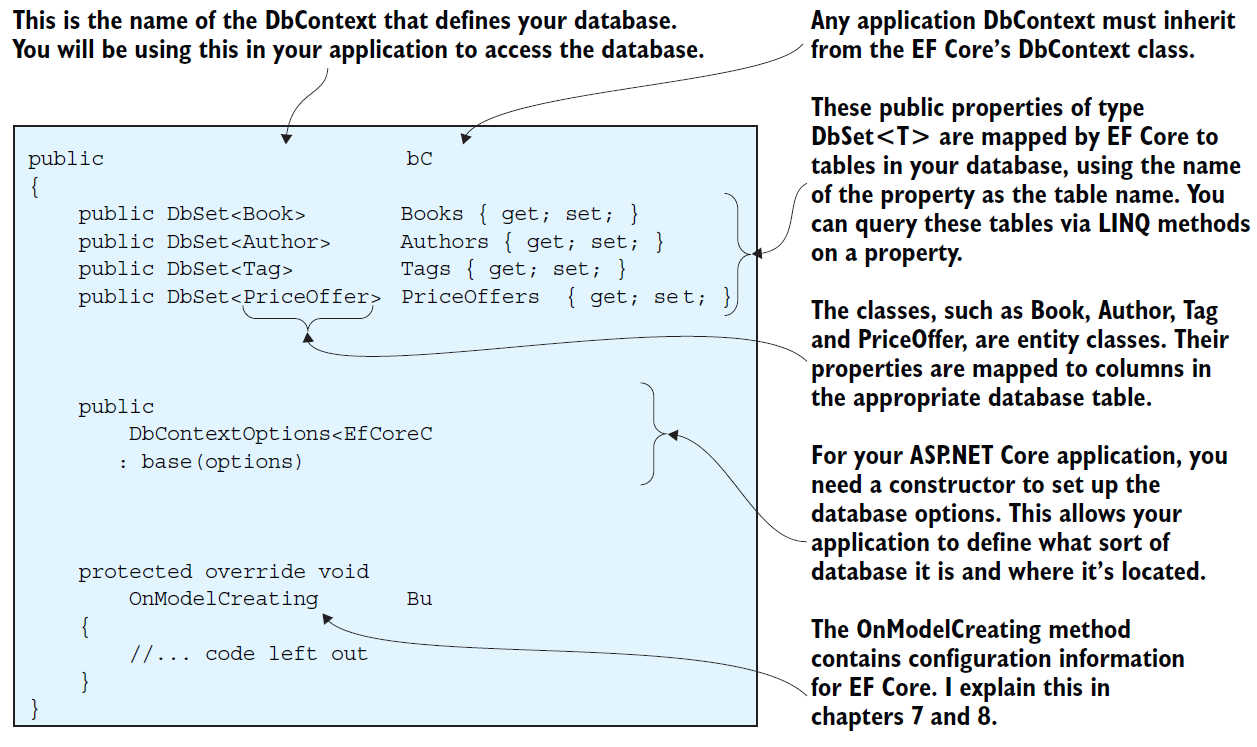 This is the name of the DbContext that defines your database.
You will be using this in your application to access the database.
Any application DbContext must inherit
from the EF Core's DbContext class.
These public properties of type
DbSet<T> are mapped by EF Core to
tables in your database, using the name
of the property as the table name. You
can query these tables via LINQ methods
on a property.
The classes, such as Book, Author, Tag
and PriceOffer, are entity classes. Their
properties are mapped to columns in
the appropriate database table.
For your ASP.NET Core application, you
need a constructor to set up the
database options. This allows your
application to define what sort of
database it is and where it's located.
The OnModelCreating method
contains configuration information
for EF Core. I explain this in
chapters 7 and 8.
public bC
{
public DbSet<Book> Books { get; set; }
public DbSet<Author> Authors { get; set; }
public DbSet<Tag> Tags { get; set; }
public DbSet<PriceOffer> PriceOffers { get; set; }
public
DbContextOptions<EfCoreC
: base(options)
protected override void
OnModelCreating Bu
{
//... code left out
}
}